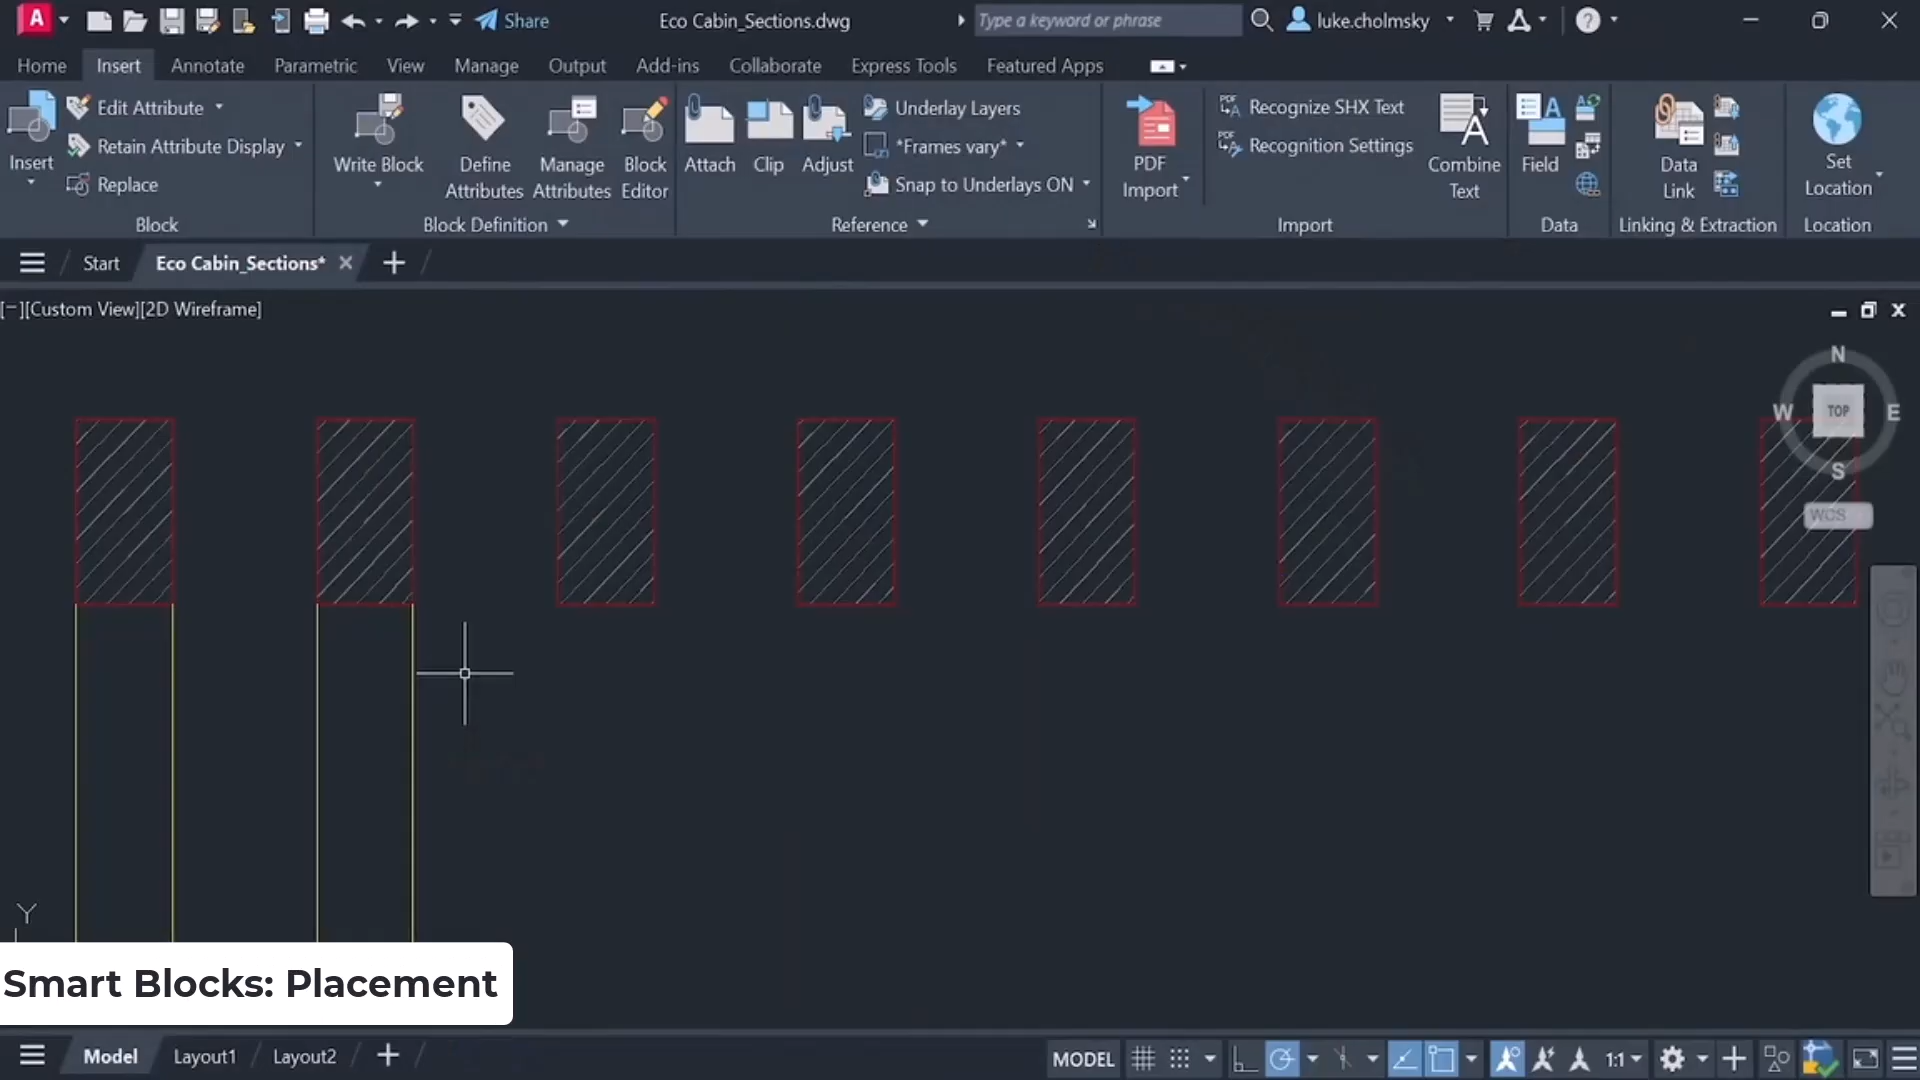 Share
Eco Cabin_Sections.dwg
Type a keyword or phrase
luke.cholmsky
Home
Insert
Annotate
Parametric
View
Manage
Output
Add-ins
Collaborate
Express Tools
Featured Apps
Insert
Edit Attribute
Retain Attribute Display
Replace
Block
Write Block
Define
Attributes
Manage
Attributes
Block
Editor
Block Definition
Attach
Clip
Adjust
Underlay Layers
*Frames vary*
Snap to Underlays ON
Reference
PDF
Import
Recognize SHX Text
Recognition Settings
Combine
Text
Import
Field
Data
Data
Link
Linking & Extraction
Set
Location
Location
Start
Eco Cabin_Sections*
[−][Custom View][2D Wireframe]
N
W
TOP
E
S
WCS
Y
Smart Blocks: Placement
Model
Layout1
Layout2
MODEL
1:1